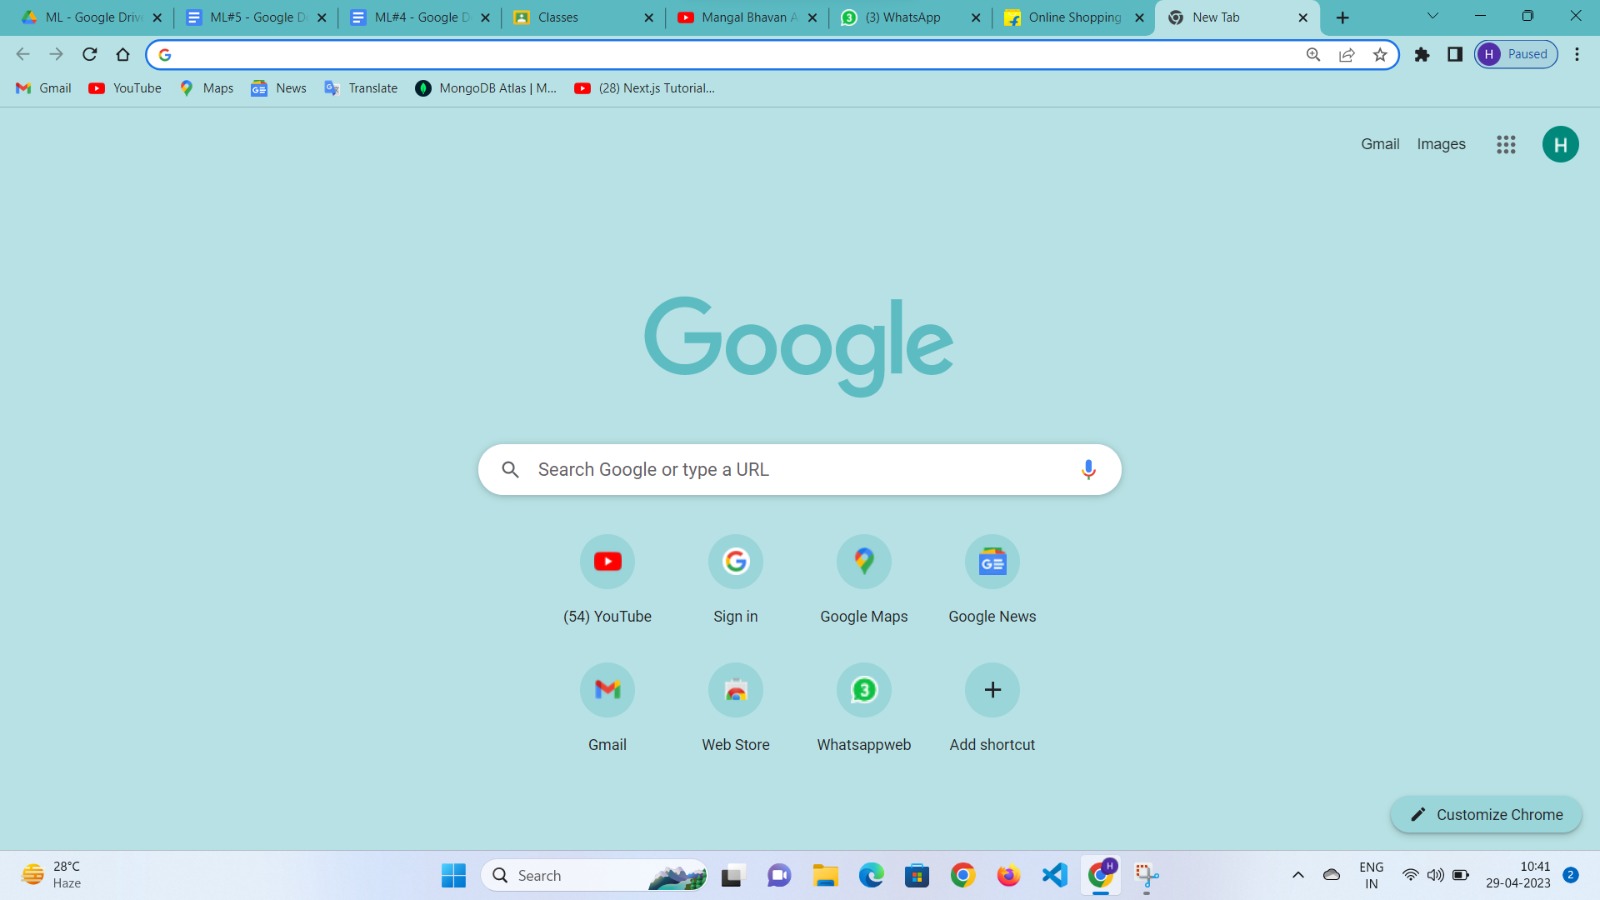 ML - Google Driv
ML#5 - Google D
ML#4 - Google D
Classes
Mangal Bhavan A
(3) WhatsApp
Online Shopping
New Tab
H Paused
Gmail
YouTube
Maps
News
Translate
MongoDB Atlas | M...
(28) Next.js Tutorial...
Gmail Images H
Google
Search Google or type a URL
(54) YouTube
Sign in
Google Maps
Google News
3
Gmail
Web Store
Whatsappweb
Add shortcut
Customize Chrome
28°C
Haze
Search
ENG
IN
10:41
29-04-2023
2